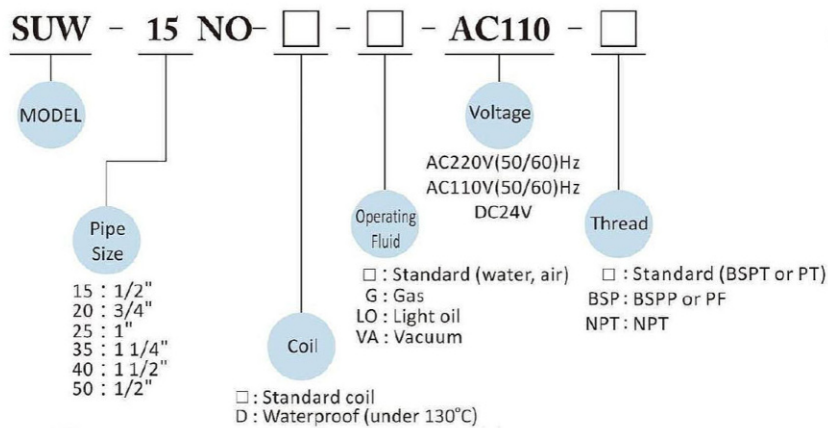 SUW - 15 NO- □ - □ - AC110 - □
MODEL
Voltage
AC220V(50/60)Hz
AC110V(50/60)Hz
DC24V
Pipe
Size
15 : 1/2"
20 : 3/4"
25 : 1"
35 : 1 1/4"
40 : 1 1/2"
50 : 1/2"
Operating
Fluid
□ : Standard (water, air)
G : Gas
LO : Light oil
VA : Vacuum
Thread
□ : Standard (BSPT or PT)
BSP : BSPP or PF
NPT : NPT
Coil
□ : Standard coil
D : Waterproof (under 130°C)